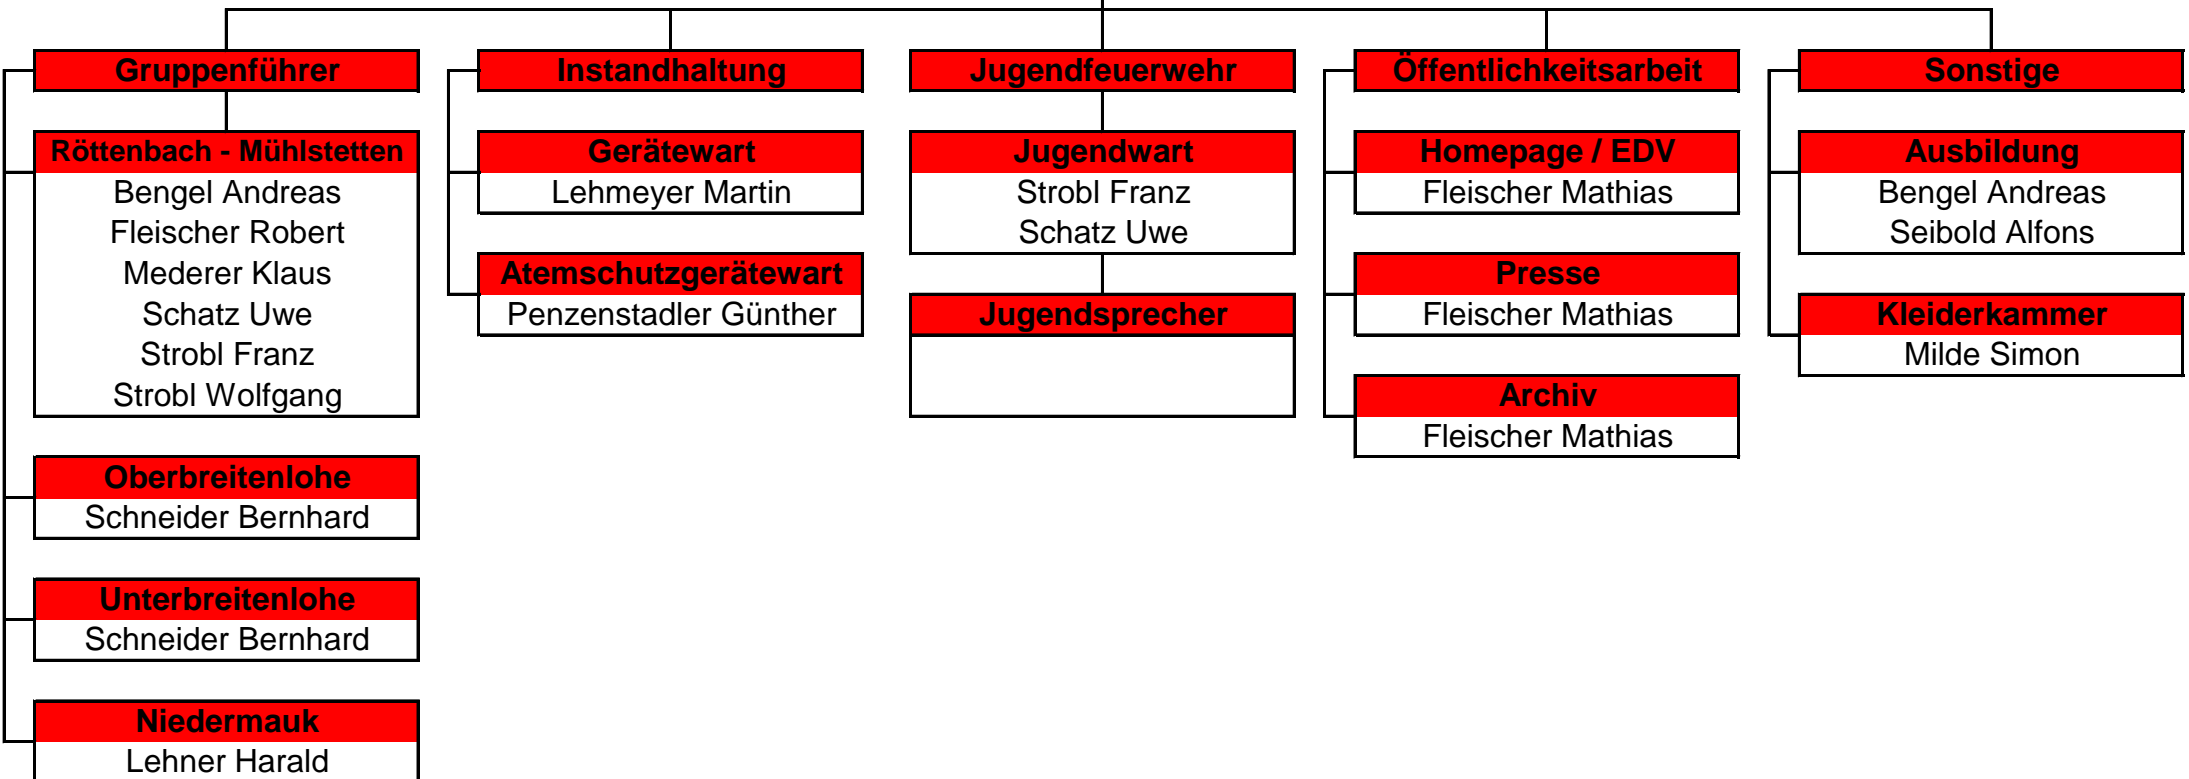 Gruppenführer
Röttenbach - Mühlstetten
Bengel Andreas
Fleischer Robert
Mederer Klaus
Schatz Uwe
Strobl Franz
Strobl Wolfgang
Oberbreitenlohe
Schneider Bernhard
Unterbreitenlohe
Schneider Bernhard
Niedermauk
Lehner Harald
Instandhaltung
Gerätewart
Lehmeyer Martin
Atemschutzgerätewart
Penzenstadler Günther
Jugendfeuerwehr
Jugendwart
Strobl Franz
Schatz Uwe
Jugendsprecher
Öffentlichkeitsarbeit
Homepage / EDV
Fleischer Mathias
Presse
Fleischer Mathias
Archiv
Fleischer Mathias
Sonstige
Ausbildung
Bengel Andreas
Seibold Alfons
Kleiderkammer
Milde Simon